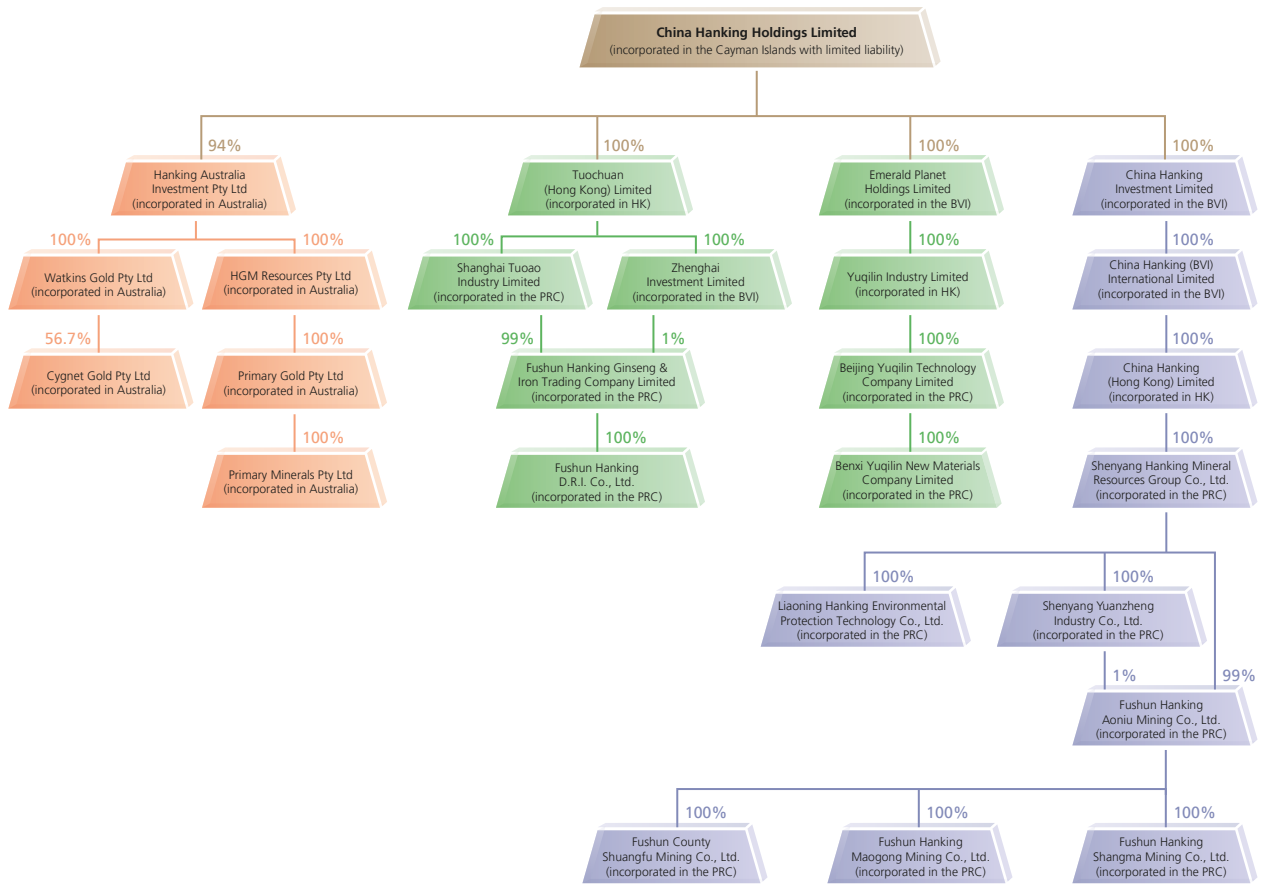 China Hanking Holdings Limited
(incorporated in the Cayman Islands with limited liability)
94%
100%
100%
100%
Hanking Australia
Investment Pty Ltd
(incorporated in Australia)
Tuochuan
(Hong Kong) Limited
(incorporated in HK)
Emerald Planet
Holdings Limited
(incorporated in the BVI)
China Hanking
Investment Limited
(incorporated in the BVI)
100%
100%
100%
100%
100%
100%
Watkins Gold Pty Ltd
(incorporated in Australia)
HGM Resources Pty Ltd
(incorporated in Australia)
Shanghai Tuoao
Industry Limited
(incorporated in the PRC)
Zhenghai
Investment Limited
(incorporated in the BVI)
Yuqilin Industry Limited
(incorporated in HK)
China Hanking (BVI)
International Limited
(incorporated in the BVI)
56.7%
100%
99%
1%
100%
100%
Cygnet Gold Pty Ltd
(incorporated in Australia)
Primary Gold Pty Ltd
(incorporated in Australia)
Fushun Hanking Ginseng &
Iron Trading Company Limited
(incorporated in the PRC)
Beijing Yuqilin Technology
Company Limited
(incorporated in the PRC)
China Hanking
(Hong Kong) Limited
(incorporated in HK)
100%
100%
100%
100%
Primary Minerals Pty Ltd
(incorporated in Australia)
Fushun Hanking
D.R.I. Co., Ltd.
(incorporated in the PRC)
Benxi Yuqilin New Materials
Company Limited
(incorporated in the PRC)
Shenyang Hanking Mineral
Resources Group Co., Ltd.
(incorporated in the PRC)
100%
100%
Liaoning Hanking Environmental
Protection Technology Co., Ltd.
(incorporated in the PRC)
Shenyang Yuanzheng
Industry Co., Ltd.
(incorporated in the PRC)
1%
99%
Fushun Hanking
Aoniu Mining Co., Ltd.
(incorporated in the PRC)
100%
100%
100%
Fushun County
Shuangfu Mining Co., Ltd.
(incorporated in the PRC)
Fushun Hanking
Maogong Mining Co., Ltd.
(incorporated in the PRC)
Fushun Hanking
Shangma Mining Co., Ltd.
(incorporated in the PRC)